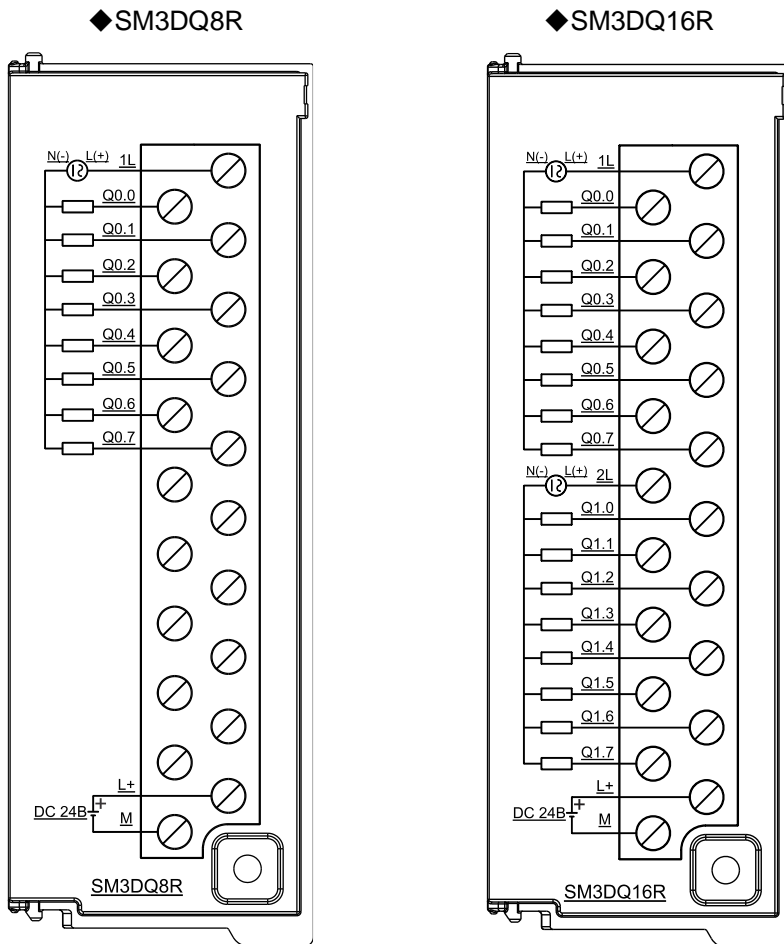 ◆SM3DQ8R
N(-) L(+) 1L
Q0.0
Q0.1
Q0.2
Q0.3
Q0.4
Q0.5
Q0.6
Q0.7
L+
+
DC 24В
M
SM3DQ8R
◆SM3DQ16R
N(-) L(+) 1L
Q0.0
Q0.1
Q0.2
Q0.3
Q0.4
Q0.5
Q0.6
Q0.7
N(-) L(+) 2L
Q1.0
Q1.1
Q1.2
Q1.3
Q1.4
Q1.5
Q1.6
Q1.7
L+
+
DC 24В
M
SM3DQ16R